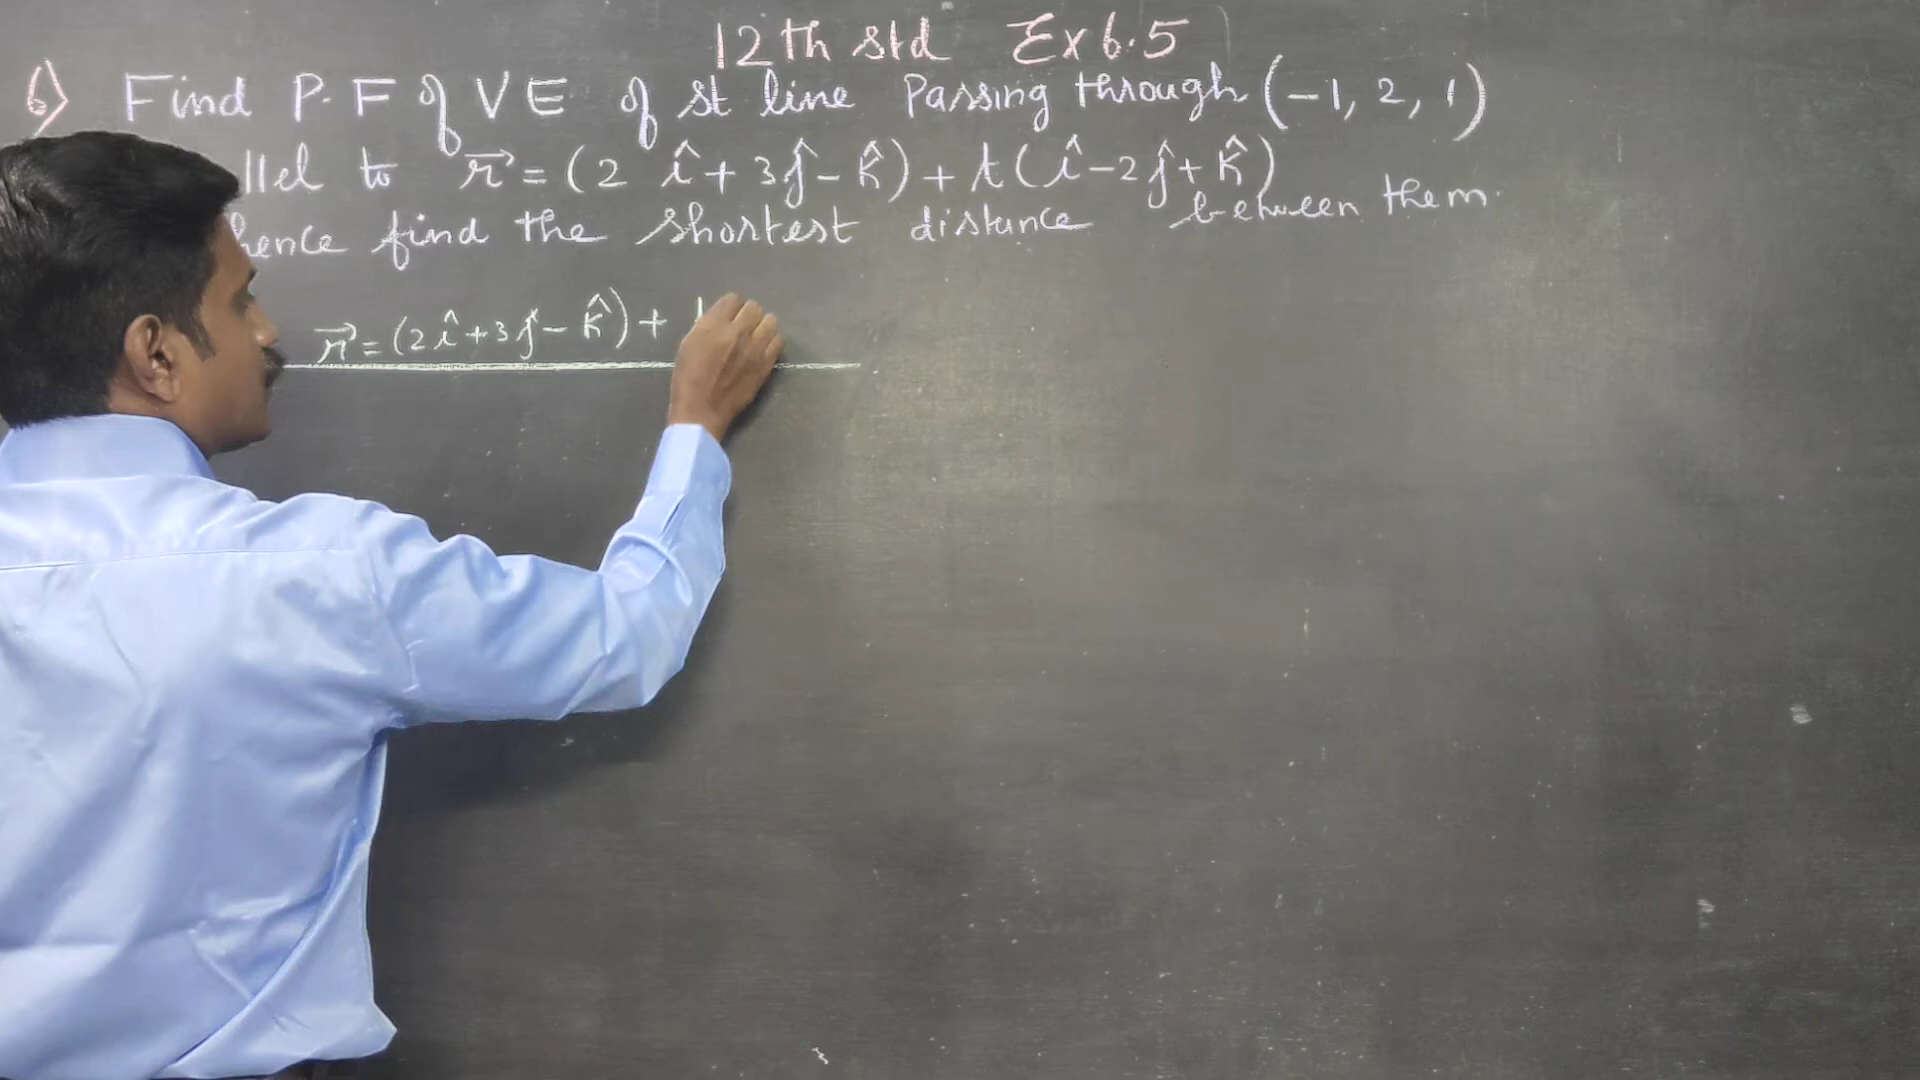 12th std Ex 6.5
6) Find P.F of VE of st line Passing through (-1, 2, 1)
llel to r⃗ = (2 î + 3ĵ - k̂) + t(î - 2ĵ + k̂)
hence find the shortest distance between them.
r⃗ = (2î + 3ĵ - k̂) +